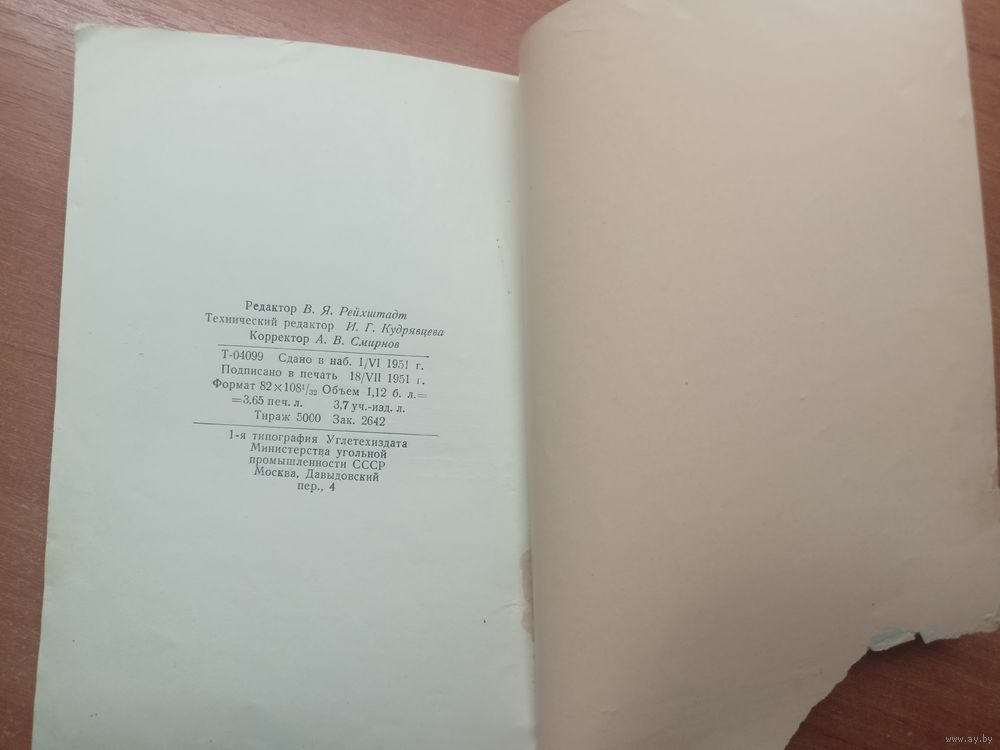 Редактор В. Я. Рейхштадт
Технический редактор И. Г. Кудрявцева
Корректор А. В. Смирнов
Т-04099 Сдано в наб. 1/VI 1951 г.
Подписано в печать 18/VII 1951 г.
Формат 82×108¹/₃₂ Объем 1,12 б. л.=
=3,65 печ. л. 3,7 уч.-изд. л.
Тираж 5000 Зак. 2642
1-я типография Углетехиздата
Министерства угольной
промышленности СССР
Москва, Давыдовский
пер., 4
www.ay.by